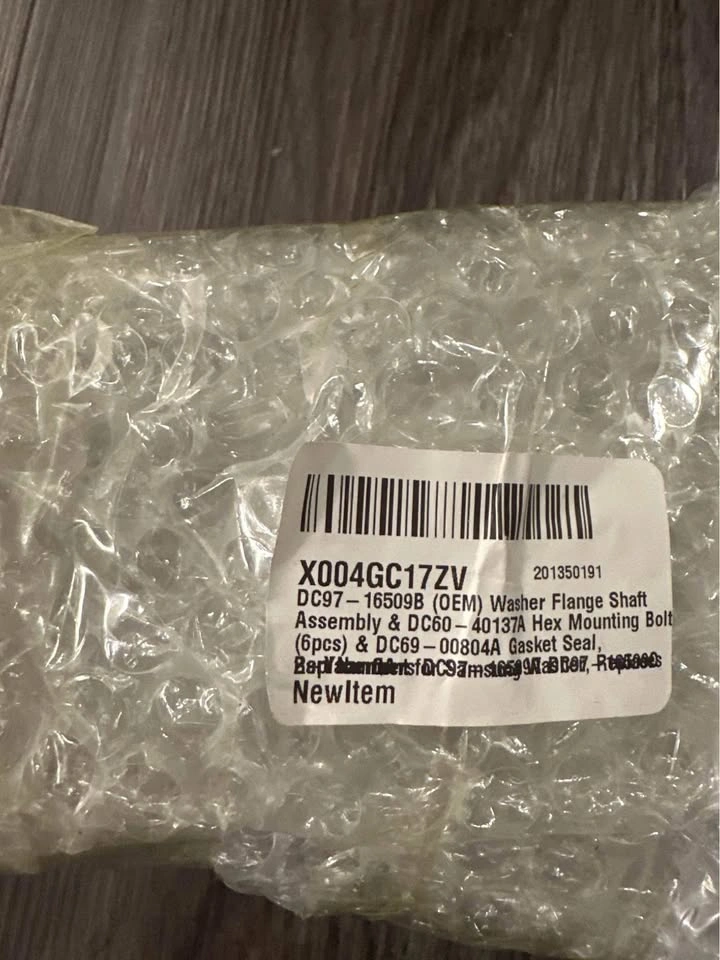 X004GC17ZV 201350191
DC97-16509B (OEM) Washer Flange Shaft
Assembly & DC60-40137A Hex Mounting Bolt
(6pcs) & DC69-00804A Gasket Seal,
NewItem